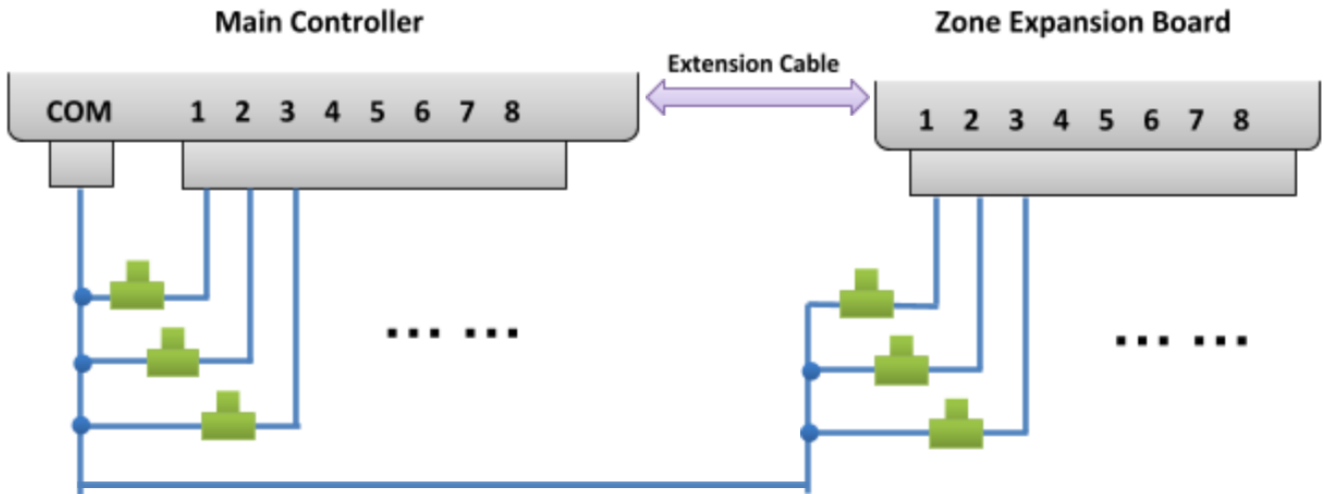 Main Controller
Zone Expansion Board
Extension Cable
COM 1 2 3 4 5 6 7 8
1 2 3 4 5 6 7 8
... ...
... ...